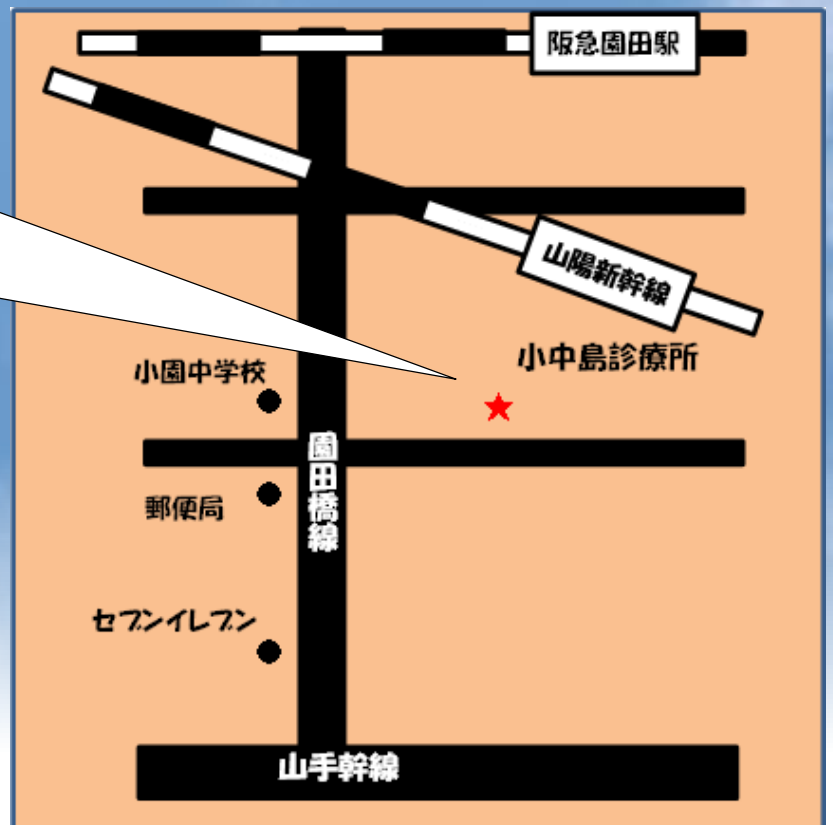 阪急園田駅
山陽新幹線
小中島診療所
小園中学校
園田橋線
郵便局
セブンイレブン
山手幹線